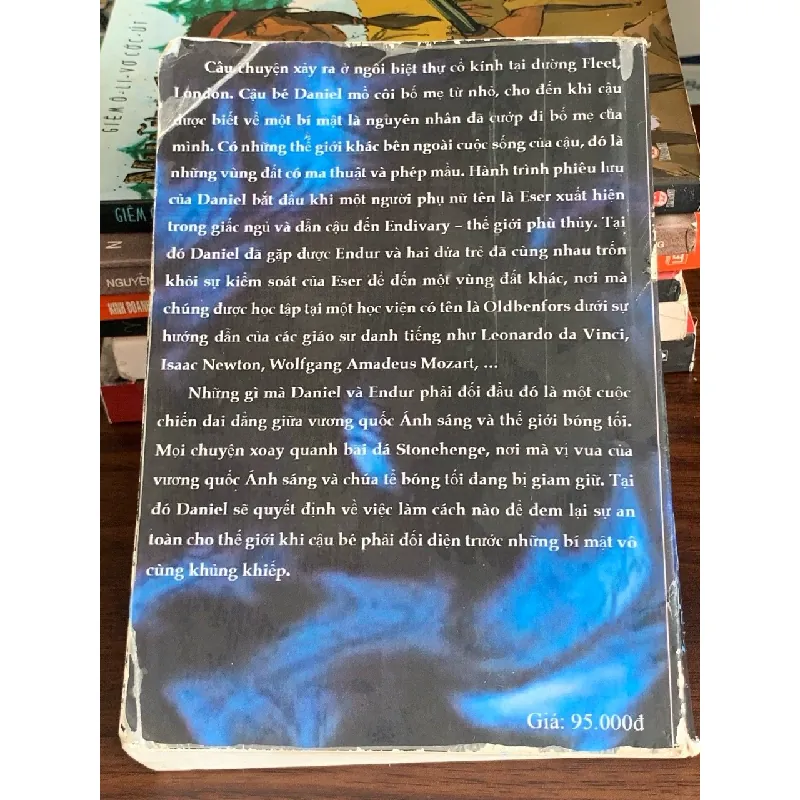 GIÊM Ô-LI-VƠ CỚC-ÚT
GIÊM
NGUYỄN
KINH DOANH
Câu chuyện xảy ra ở ngôi biệt thự cổ kính tại đường Fleet,
London. Cậu bé Daniel mồ côi bố mẹ từ nhỏ, cho đến khi cậu
được biết về một bí mật là nguyên nhân đã cướp đi bố mẹ của
mình. Có những thế giới khác bên ngoài cuộc sống của cậu, đó là
những vùng đất có ma thuật và phép mầu. Hành trình phiêu lưu
của Daniel bắt đầu khi một người phụ nữ tên là Eser xuất hiện
trong giấc ngủ và dẫn cậu đến Endivary – thế giới phù thủy. Tại
đó Daniel đã gặp được Endur và hai đứa trẻ đã cùng nhau trốn
khỏi sự kiểm soát của Eser để đến một vùng đất khác, nơi mà
chúng được học tập tại một học viện có tên là Oldbenfors dưới sự
hướng dẫn của các giáo sư danh tiếng như Leonardo da Vinci,
Isaac Newton, Wolfgang Amadeus Mozart, ...
Những gì mà Daniel và Endur phải đối đầu đó là một cuộc
chiến dai dẳng giữa vương quốc Ánh sáng và thế giới bóng tối.
Mọi chuyện xoay quanh bãi đá Stonehenge, nơi mà vị vua của
vương quốc Ánh sáng và chúa tể bóng tối đang bị giam giữ. Tại
đó Daniel sẽ quyết định về việc làm cách nào để đem lại sự an
toàn cho thế giới khi cậu bé phải đối diện trước những bí mật vô
cùng khủng khiếp.
Giá: 95.000đ